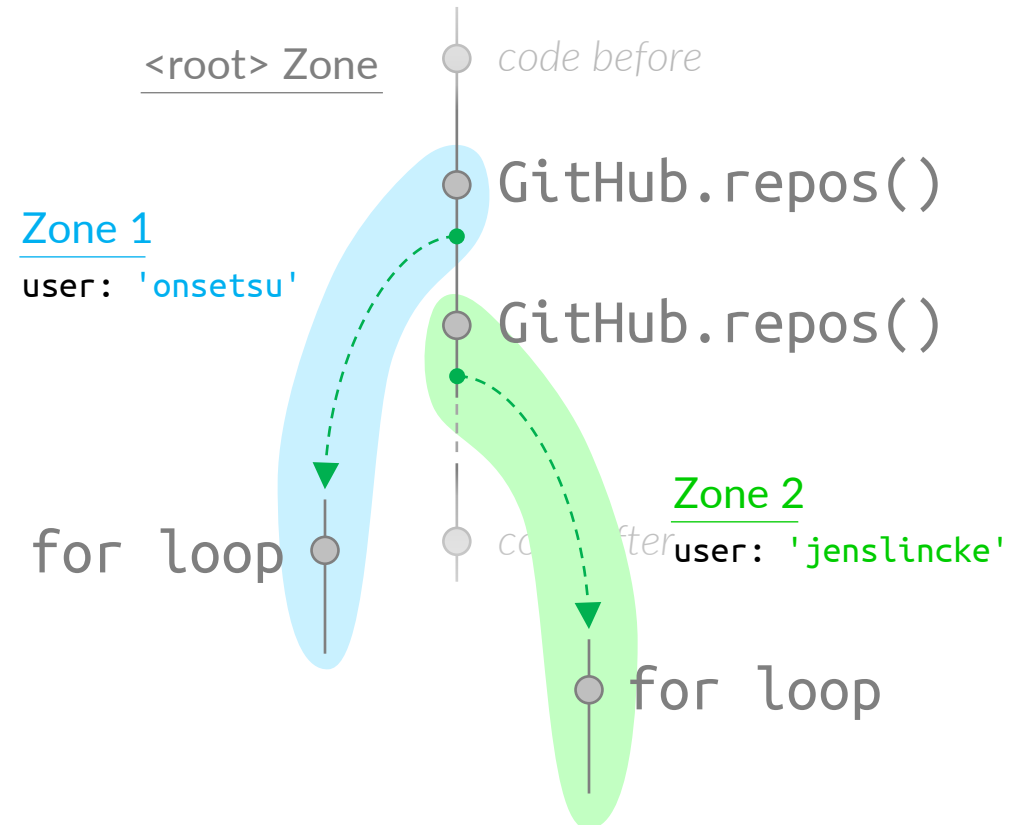 code before
<root> Zone
GitHub.repos()
Zone 1
user: 'onsetsu'
GitHub.repos()
Zone 2
user: 'jenslincke'
for loop
for loop